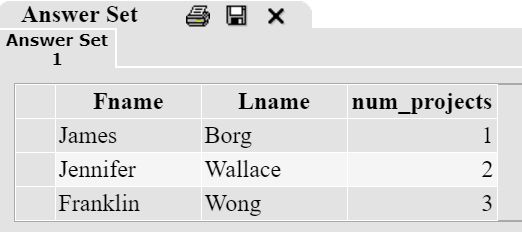 Answer Set
Answer Set
1
Fname Lname num_projects
James Borg 1
Jennifer Wallace 2
Franklin Wong 3